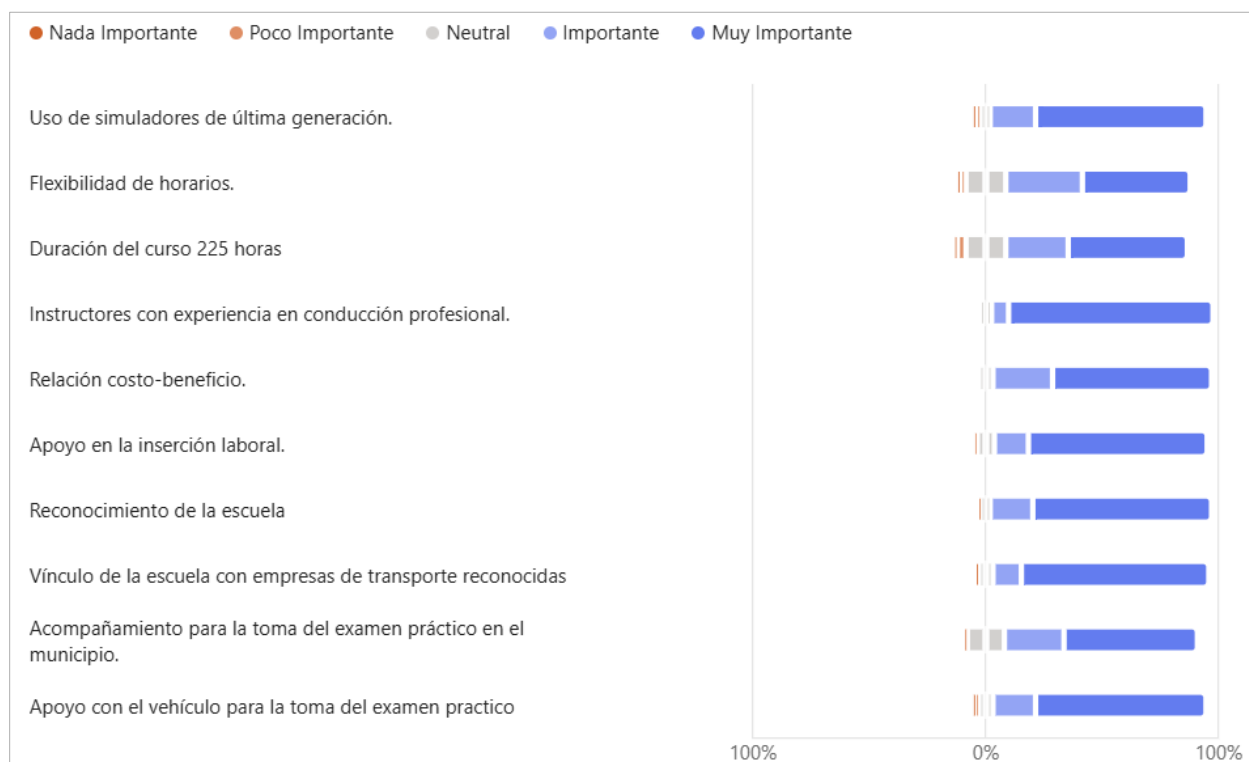 Nada Importante Poco Importante Neutral Importante Muy Importante
Uso de simuladores de última generación.
Flexibilidad de horarios.
Duración del curso 225 horas
Instructores con experiencia en conducción profesional.
Relación costo-beneficio.
Apoyo en la inserción laboral.
Reconocimiento de la escuela
Vínculo de la escuela con empresas de transporte reconocidas
Acompañamiento para la toma del examen práctico en el
municipio.
Apoyo con el vehículo para la toma del examen practico
100% 0% 100%